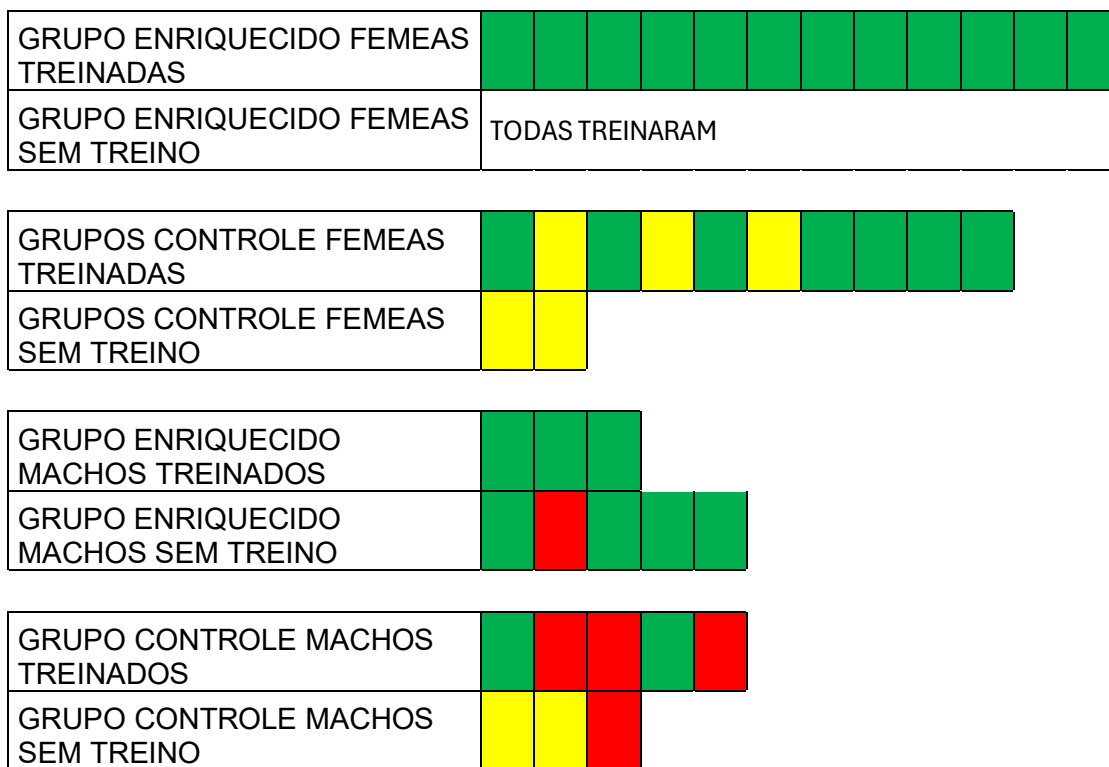 GRUPO ENRIQUECIDO FEMEAS
TREINADAS
GRUPO ENRIQUECIDO FEMEAS
SEM TREINO
TODAS TREINARAM
GRUPOS CONTROLE FEMEAS
TREINADAS
GRUPOS CONTROLE FEMEAS
SEM TREINO
GRUPO ENRIQUECIDO
MACHOS TREINADOS
GRUPO ENRIQUECIDO
MACHOS SEM TREINO
GRUPO CONTROLE MACHOS
TREINADOS
GRUPO CONTROLE MACHOS
SEM TREINO